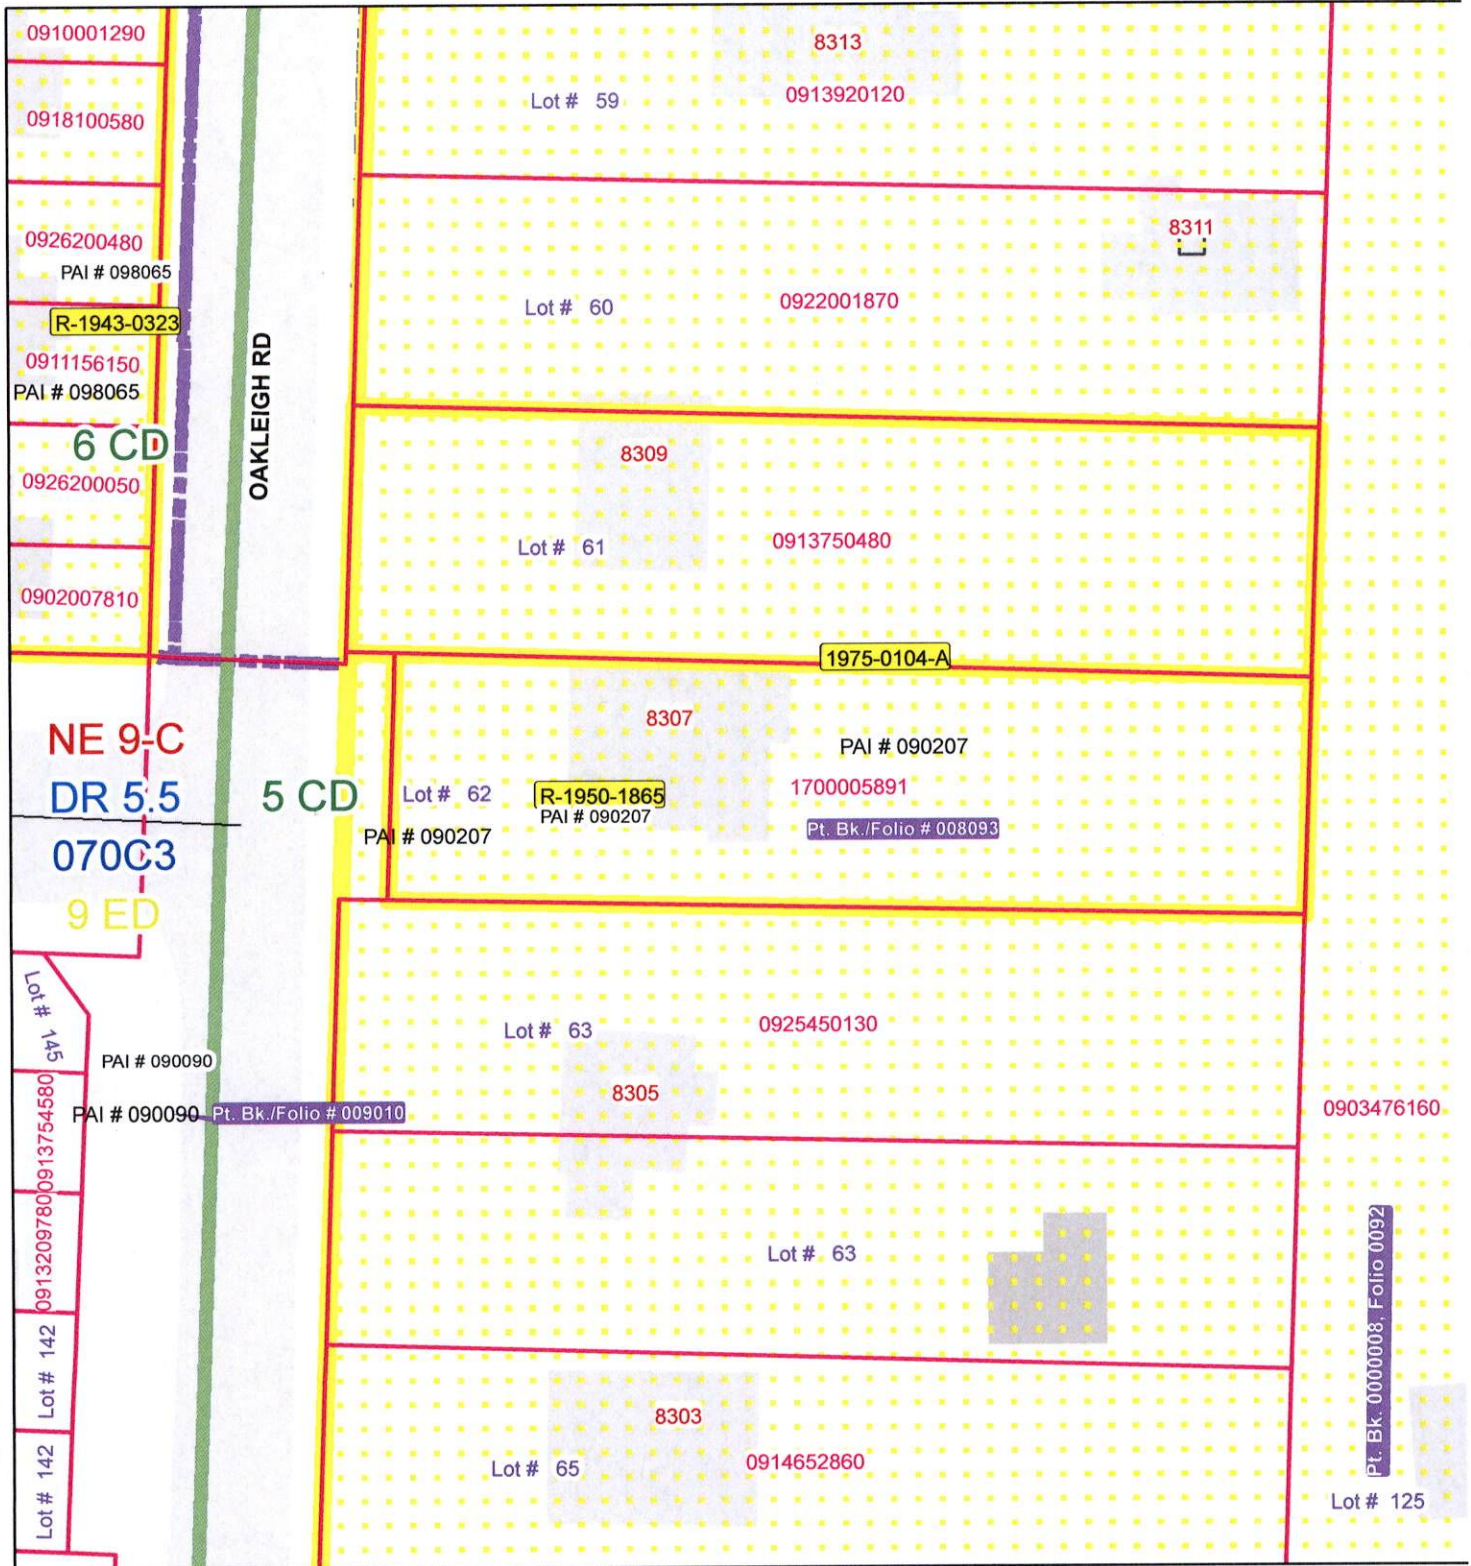 0910001290
8313
0913920120
Lot # 59
0918100580
8311
0926200480
PAI # 098065
Lot # 60
0922001870
R-1943-0323
0911156150
PAI # 098065
OAKLEIGH RD
6 CD
8309
0926200050
Lot # 61
0913750480
0902007810
1975-0104-A
8307
NE 9-C
PAI # 090207
DR 5.5
5 CD
Lot # 62
R-1950-1865
1700005891
PAI # 090207
PAI # 090207
Pt. Bk./Folio # 008093
070C3
9 ED
Lot # 145
Lot # 63
0925450130
PAI # 090090
8305
0913754580
PAI # 090090
Pt. Bk./Folio # 009010
0903476160
0913209780
Lot # 63
Pt. Bk. 0000008, Folio 0092
Lot # 142
8303
Lot # 142
Lot # 65
0914652860
Lot # 125